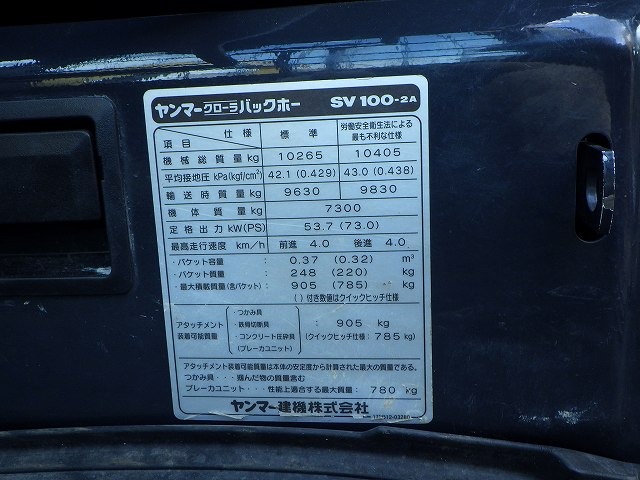 ヤンマークローラバックホー SV100-2A
項目 仕様 標準 労働安全衛生法による最も不利な仕様
機械総質量 kg 10265 10405
平均接地圧 kPa(kgf/cm²) 42.1 (0.429) 43.0 (0.438)
輸送時質量 kg 9630 9830
機体質量 kg 7300
定格出力 kW(PS) 53.7 (73.0)
最高走行速度 km/h 前進 4.0 後進 4.0
・バケット容量 : 0.37 (0.32) m³
・バケット質量 : 248 (220) kg
・最大積載質量(含バケット) : 905 (785) kg
( ) 付き数値はクイックヒッチ仕様
アタッチメント装着可能質量
・つかみ具
・鉄骨切断具
・コンクリート圧砕具
(ブレーカユニット)
: 905 kg
(クイックヒッチ仕様 : 785 kg)
アタッチメント装着可能質量は本体の安定度から計算された最大の質量である。
つかみ具・・・掴んだ物の質量含む
ブレーカユニット・・・性能上適合する最大質量 : 780 kg
ヤンマー建機株式会社